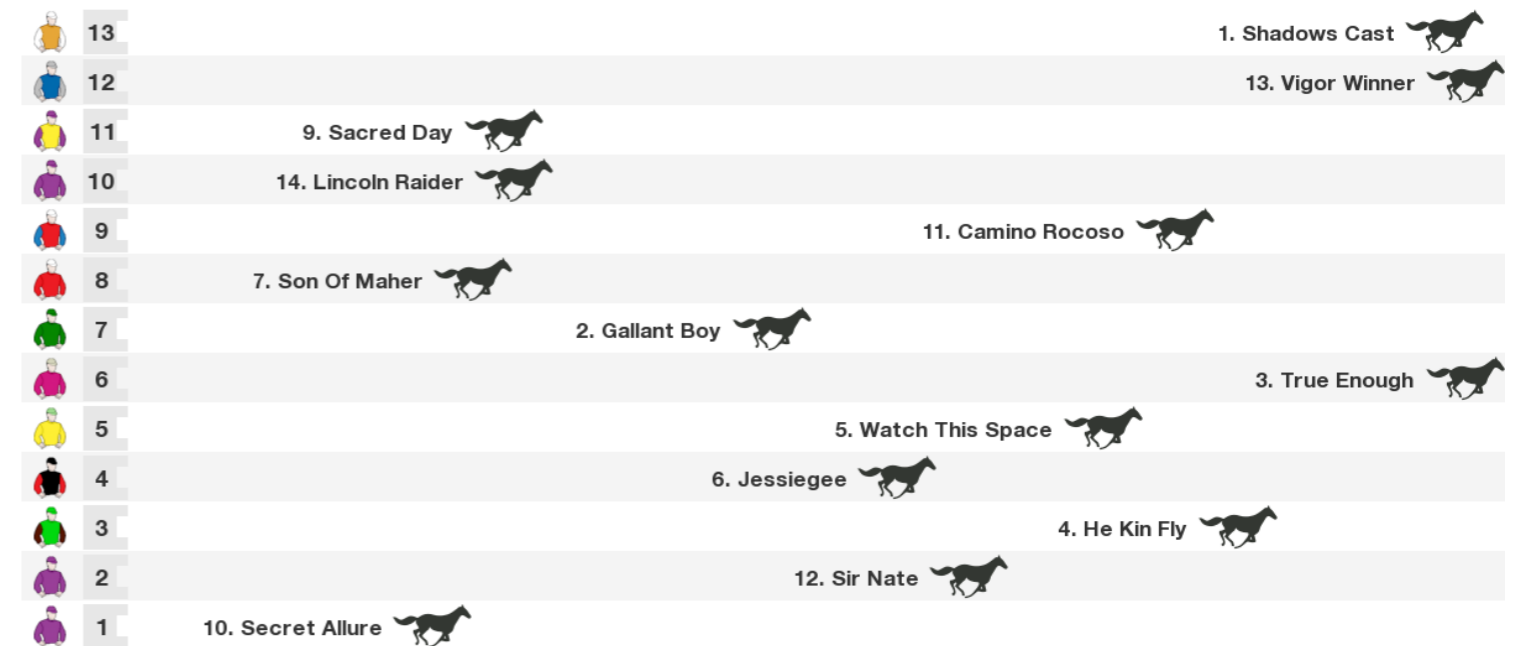 13 1. Shadows Cast
12 13. Vigor Winner
11 9. Sacred Day
10 14. Lincoln Raider
9 11. Camino Rocoso
8 7. Son Of Maher
7 2. Gallant Boy
6 3. True Enough
5 5. Watch This Space
4 6. Jessiegee
3 4. He Kin Fly
2 12. Sir Nate
1 10. Secret Allure